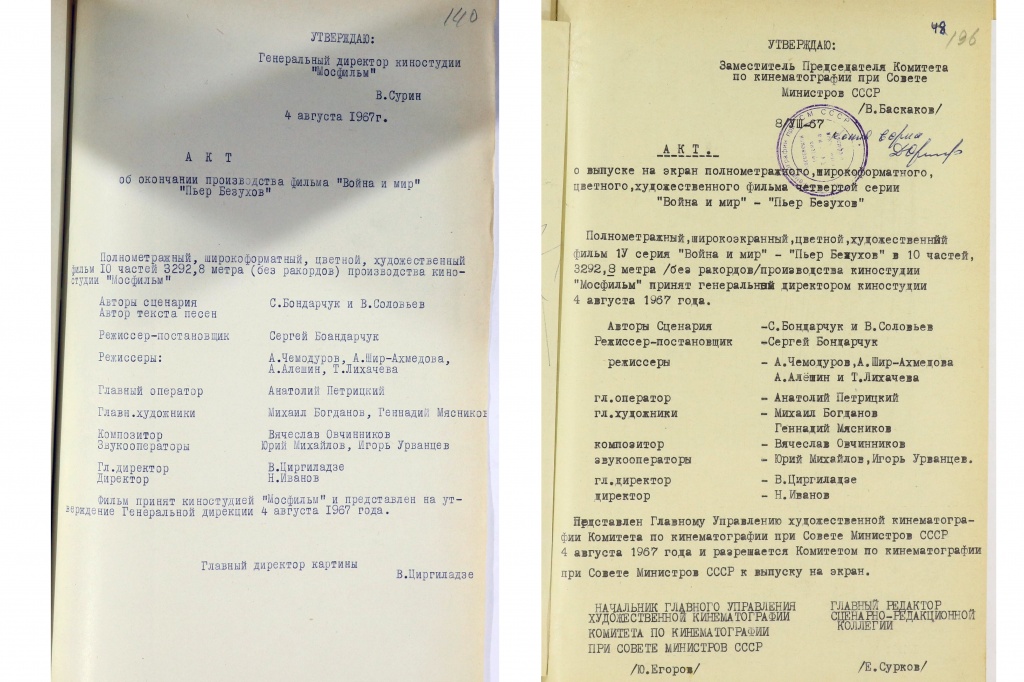 140
УТВЕРЖДАЮ:
Генеральный директор киностудии
"Мосфильм"
В.Сурин
4 августа 1967г.
А К Т
об окончании производства фильма "Война и мир"
"Пьер Безухов"
Полнометражный, широкоформатный, цветной, художественный
фильм IO частей 3292,8 метра (без ракордов) производства кино-
студии "Мосфильм"
Авторы сценария С.Бондарчук и В.Соловьев
Автор текста песен
Режиссер-постановщик Сергей Боандарчук
Режиссеры: А.Чемодуров, А.Шир-Ахмедова,
А.Алешин, Т.Лихачева
Главный оператор Анатолий Петрицкий
Главн.художники Михаил Богданов, Геннадий Мясников
Композитор Вячеслав Овчинников
Звукооператоры Юрий Михайлов, Игорь Урванцев
Гл.директор В.Циргиладзе
Директор Н.Иванов
Фильм принят киностудией "Мосфильм" и представлен на ут-
верждение Генеральной дирекции 4 августа 1967 года.
Главный директор картины
В.Циргиладзе
48
196
УТВЕРЖДАЮ:
Заместитель Председателя Комитета
по кинематографии при Совете
Министров СССР
/В.Баскаков/
8/УШ-67
копия верна
А К Т.
о выпуске на экран полнометражного,широкоформатного,
цветного,художественного фильма четвертой серии
"Война и мир" - "Пьер Безухов"
Полнометражный,широкоэкранный,цветной,художественный
фильм 1У серия "Война и мир" - "Пьер Безухов" в 10 частей,
3292,8 метра /без ракордов/производства киностудии
"Мосфильм" принят генеральным директором киностудии
4 августа 1967 года.
Авторы Сценария -С.Бондарчук и В.Соловьев
Режиссер-постановщик -Сергей Бондарчук
режиссеры - А.Чемодуров,А.Шир-Ахмедова
А.Алёшин и Т.Лихачева
гл.оператор - Анатолий Петрицкий
гл.художники - Михаил Богданов
Геннадий Мясников
композитор - Вячеслав Овчинников
звукооператоры - Юрий Михайлов,Игорь Урванцев.
гл.директор - В.Циргиладзе
директор - Н.Иванов
Представлен Главному Управлению художественной кинематогра-
фии Комитета по кинематографии при Совете Министров СССР
4 августа 1967 года и разрешается Комитетом по кинематографии
при Совете Министров СССР к выпуску на экран.
НАЧАЛЬНИК ГЛАВНОГО УПРАВЛЕНИЯ ГЛАВНЫЙ РЕДАКТОР
ХУДОЖЕСТВЕННОЙ КИНЕМАТОГРАФИИ СЦЕНАРНО-РЕДАКЦИОННОЙ
КОМИТЕТА ПО КИНЕМАТОГРАФИИ КОЛЛЕГИИ
ПРИ СОВЕТЕ МИНИСТРОВ СССР
/Ю.Егоров/ /Е.Сурков/